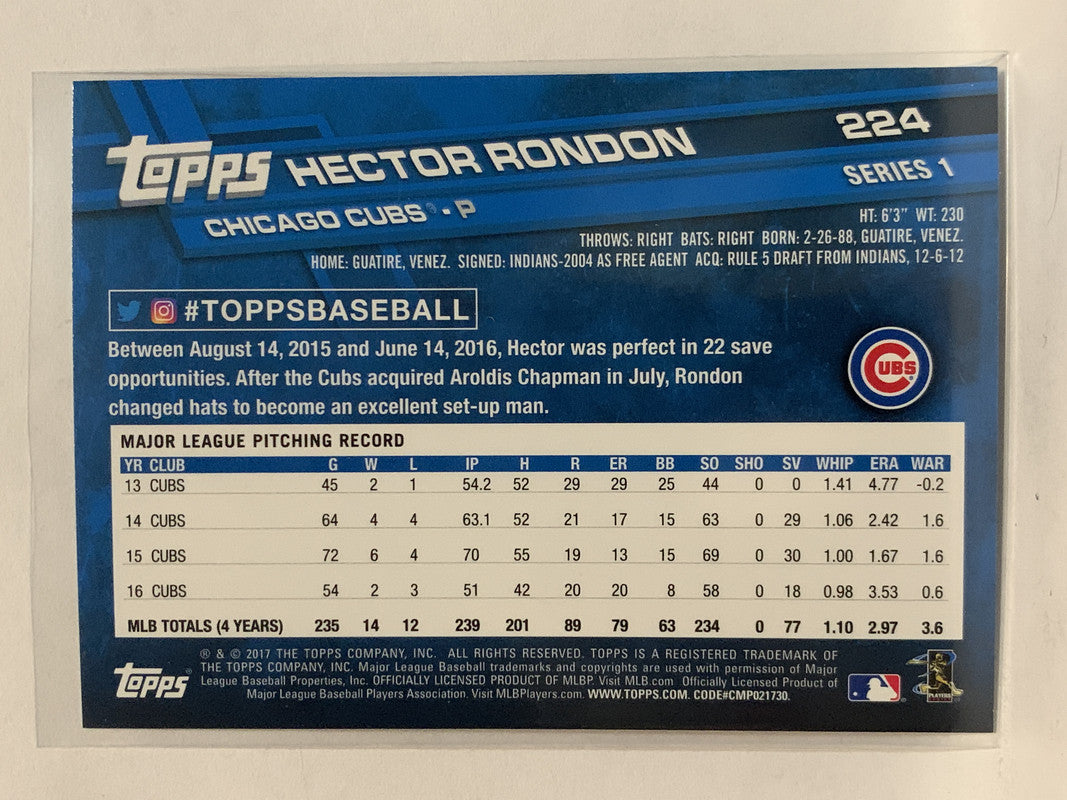 TOPPS HECTOR RONDON 224
CHICAGO CUBS® • P SERIES 1
HT: 6'3" WT: 230
THROWS: RIGHT BATS: RIGHT BORN: 2-26-88, GUATIRE, VENEZ.
HOME: GUATIRE, VENEZ. SIGNED: INDIANS-2004 AS FREE AGENT ACQ: RULE 5 DRAFT FROM INDIANS, 12-6-12
#TOPPSBASEBALL
Between August 14, 2015 and June 14, 2016, Hector was perfect in 22 save
opportunities. After the Cubs acquired Aroldis Chapman in July, Rondon
changed hats to become an excellent set-up man.
CUBS
MAJOR LEAGUE PITCHING RECORD
YR CLUB G W L IP H R ER BB SO SHO SV WHIP ERA WAR
13 CUBS 45 2 1 54.2 52 29 29 25 44 0 0 1.41 4.77 -0.2
14 CUBS 64 4 4 63.1 52 21 17 15 63 0 29 1.06 2.42 1.6
15 CUBS 72 6 4 70 55 19 13 15 69 0 30 1.00 1.67 1.6
16 CUBS 54 2 3 51 42 20 20 8 58 0 18 0.98 3.53 0.6
MLB TOTALS (4 YEARS) 235 14 12 239 201 89 79 63 234 0 77 1.10 2.97 3.6
TOPPS®
® & © 2017 THE TOPPS COMPANY, INC. ALL RIGHTS RESERVED. TOPPS IS A REGISTERED TRADEMARK OF
THE TOPPS COMPANY, INC. Major League Baseball trademarks and copyrights are used with permission of Major
League Baseball Properties, Inc. OFFICIALLY LICENSED PRODUCT OF MLBP. Visit MLB.com Officially Licensed Product of
Major League Baseball Players Association. Visit MLBPlayers.com. WWW.TOPPS.COM. CODE#CMP021730.
PLAYERS